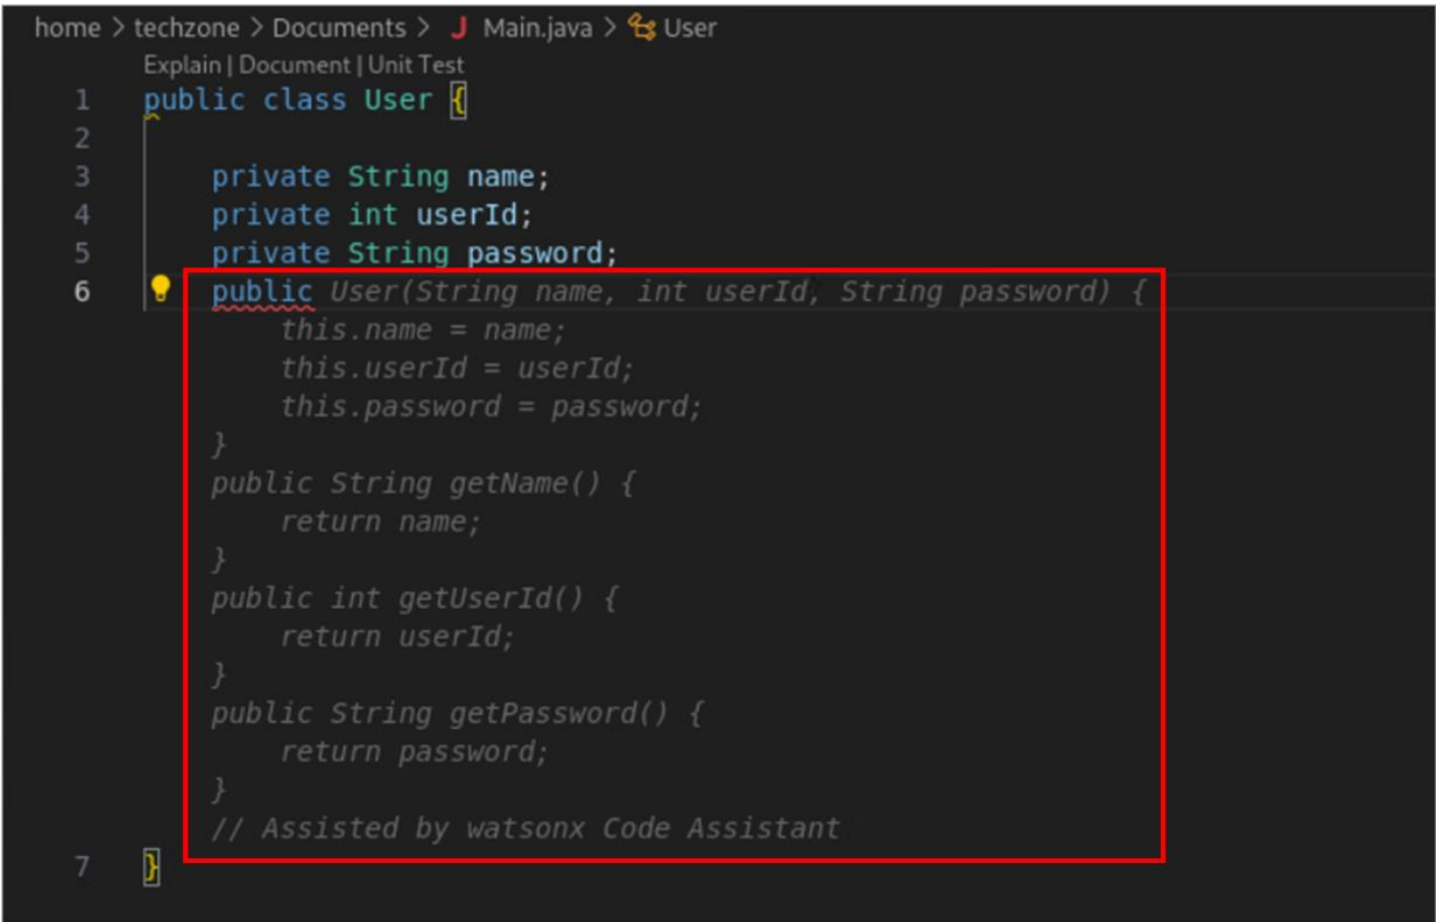 home > techzone > Documents > J Main.java > User
Explain | Document | Unit Test
1 public class User {
2
3     private String name;
4     private int userId;
5     private String password;
6     public User(String name, int userId, String password) {
        this.name = name;
        this.userId = userId;
        this.password = password;
    }
    public String getName() {
        return name;
    }
    public int getUserId() {
        return userId;
    }
    public String getPassword() {
        return password;
    }
    // Assisted by watsonx Code Assistant
7 }